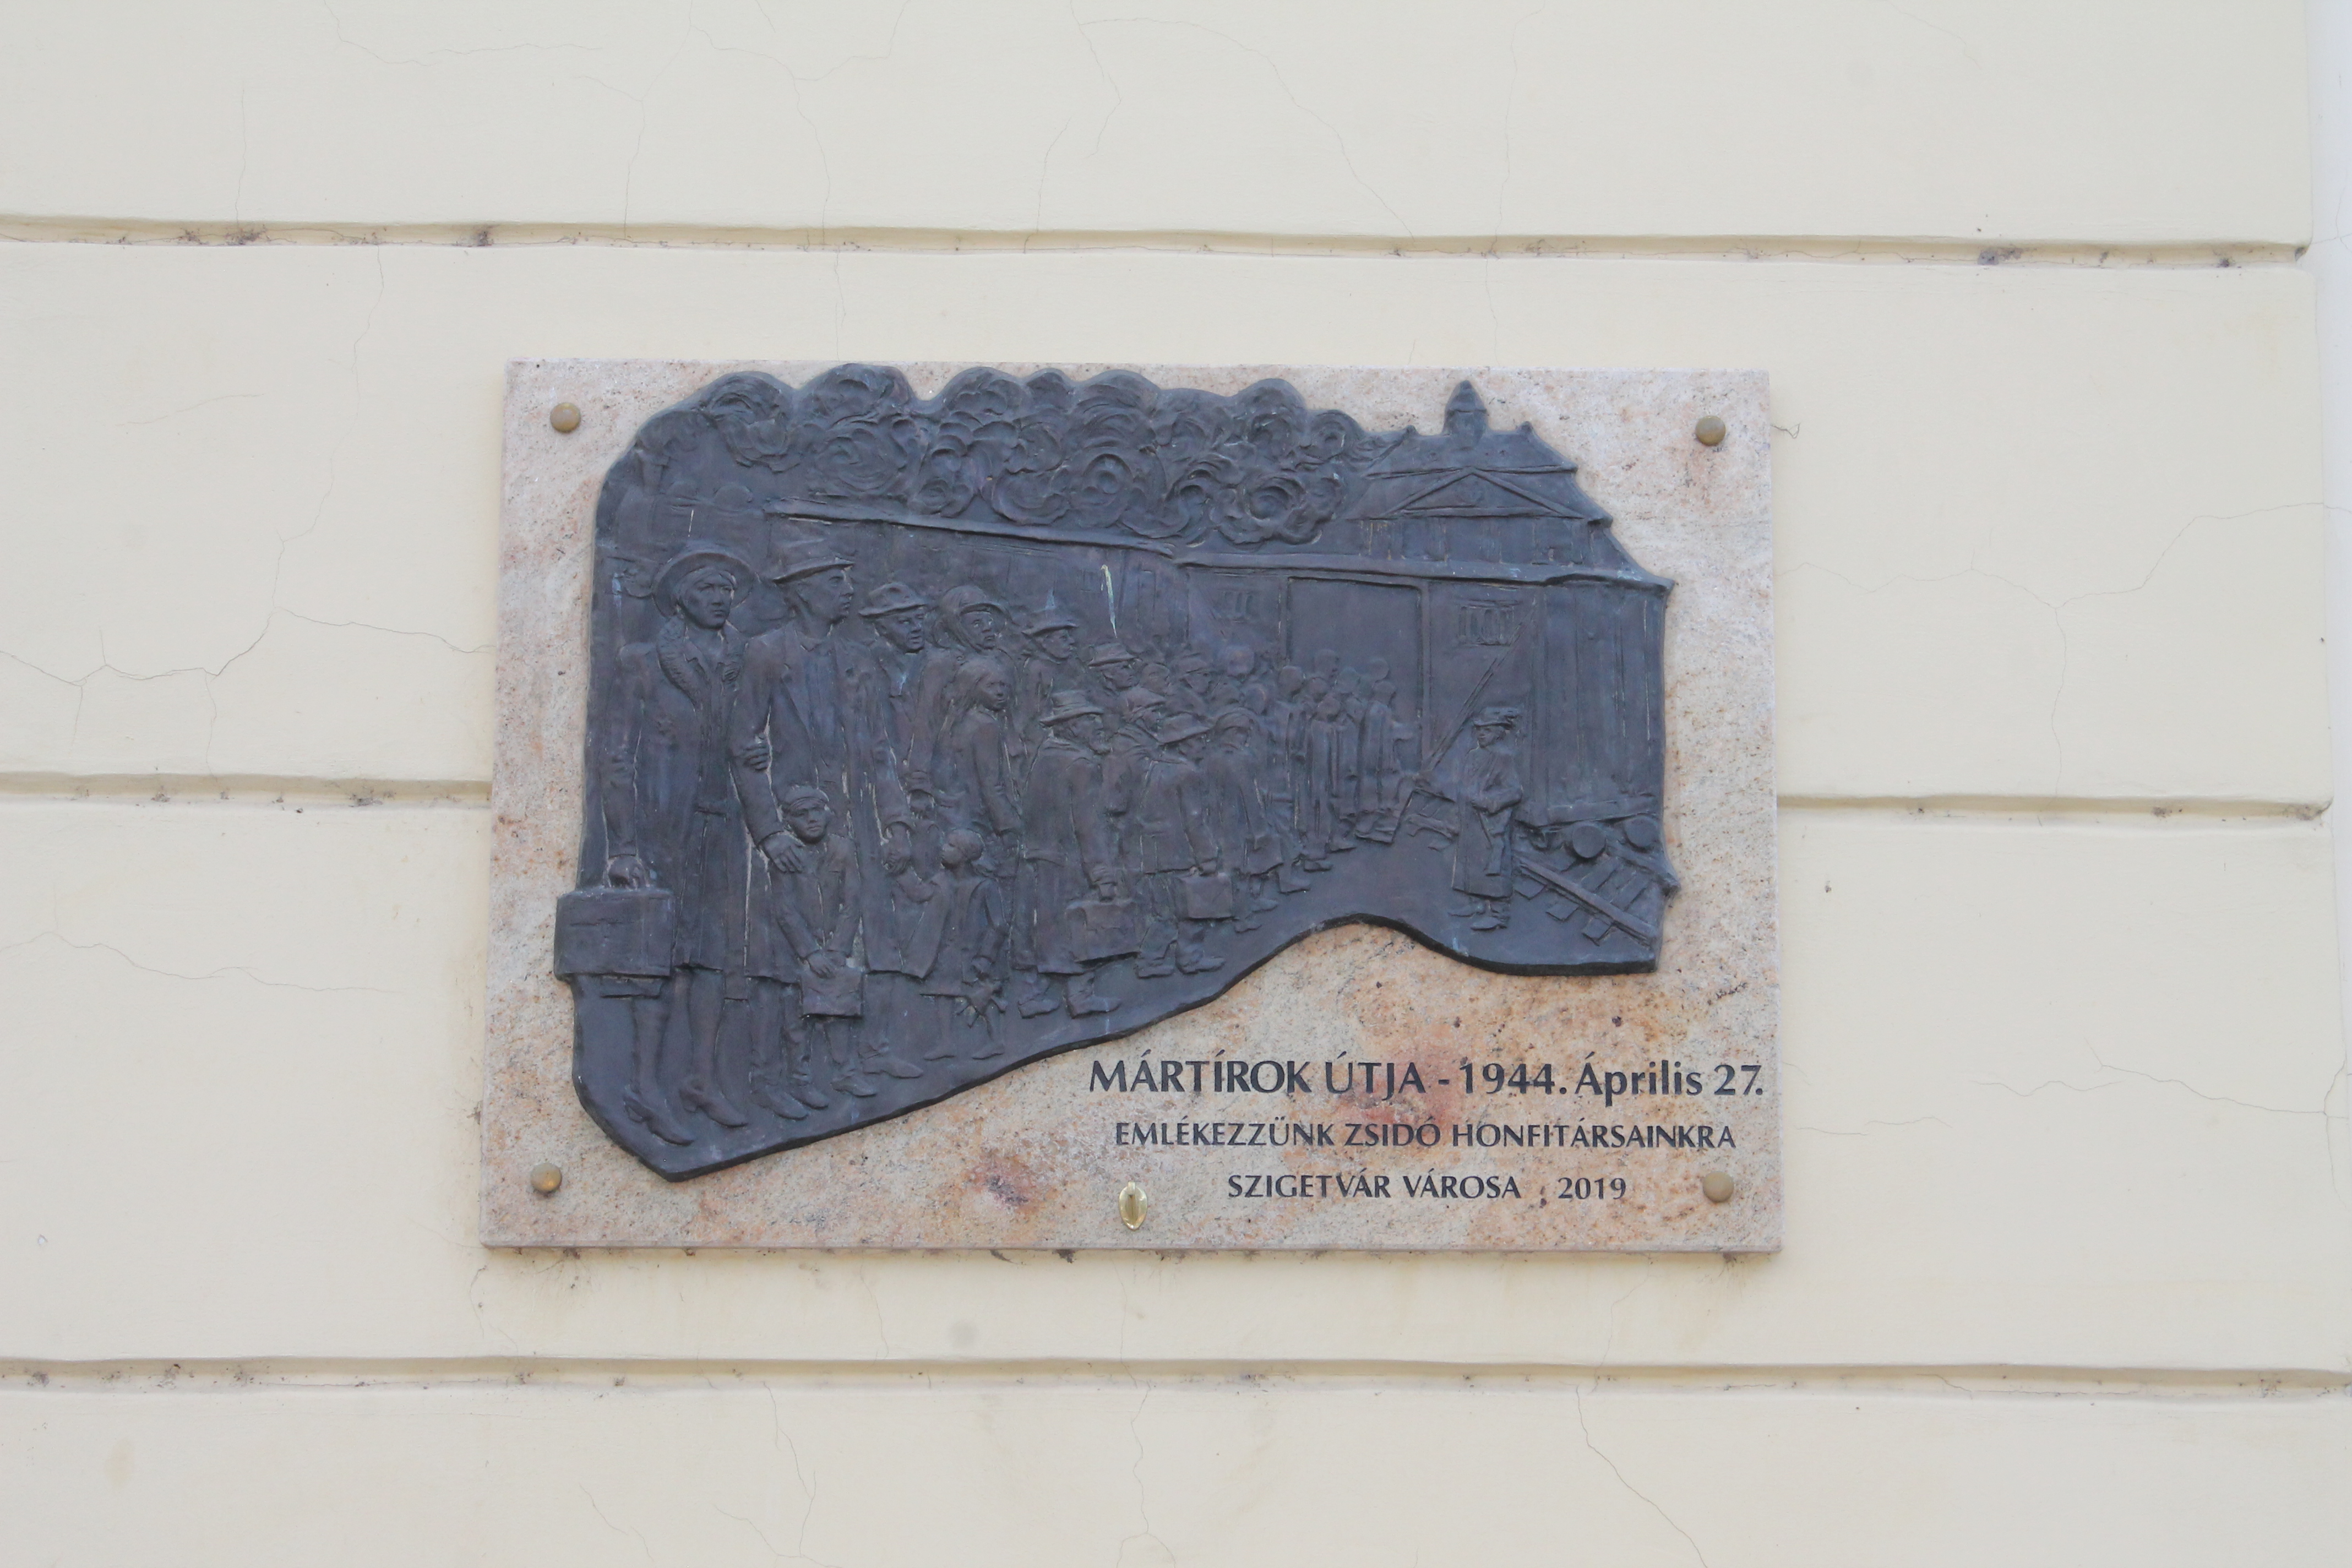 MÁRTÍROK ÚTJA - 1944. Április 27.
EMLÉKEZZÜNK ZSIDÓ HONFITÁRSAINKRA
SZIGETVÁR VÁROSA , 2019